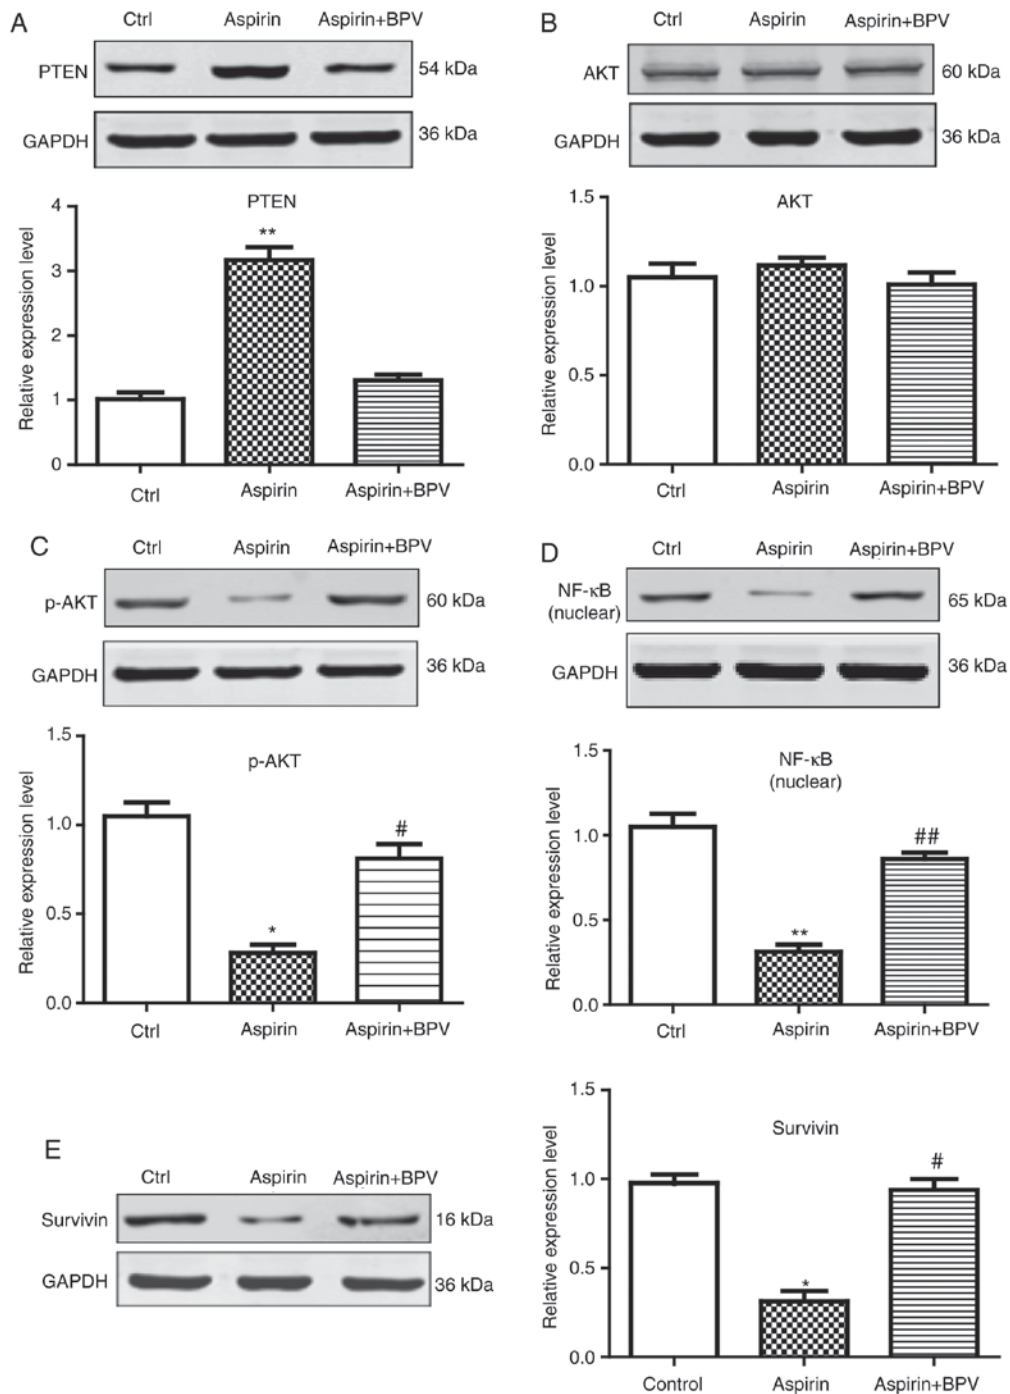 A
Ctrl Aspirin Aspirin+BPV
PTEN 54 kDa
GAPDH 36 kDa
PTEN
Relative expression level
4
3
2
1
0
**
Ctrl Aspirin Aspirin+BPV
B
Ctrl Aspirin Aspirin+BPV
AKT 60 kDa
GAPDH 36 kDa
AKT
Relative expression level
1.5
1.0
0.5
0.0
Ctrl Aspirin Aspirin+BPV
C
Ctrl Aspirin Aspirin+BPV
p-AKT 60 kDa
GAPDH 36 kDa
p-AKT
Relative expression level
1.5
1.0
0.5
0.0
*
#
Ctrl Aspirin Aspirin+BPV
D
Ctrl Aspirin Aspirin+BPV
NF-κB
(nuclear)
65 kDa
GAPDH 36 kDa
NF-κB
(nuclear)
Relative expression level
1.5
1.0
0.5
0.0
**
##
Ctrl Aspirin Aspirin+BPV
E
Ctrl Aspirin Aspirin+BPV
Survivin 16 kDa
GAPDH 36 kDa
Survivin
Relative expression level
1.5
1.0
0.5
0.0
*
#
Control Aspirin Aspirin+BPV